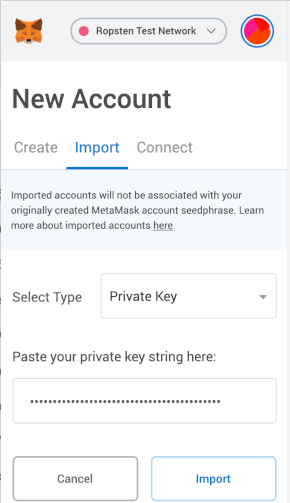 Ropsten Test Network
New Account
Create Import Connect
Imported accounts will not be associated with your
originally created MetaMask account seedphrase. Learn
more about imported accounts here
Select Type Private Key
Paste your private key string here:
••••••••••••••••••••••••••••••••••••••••••
Cancel Import